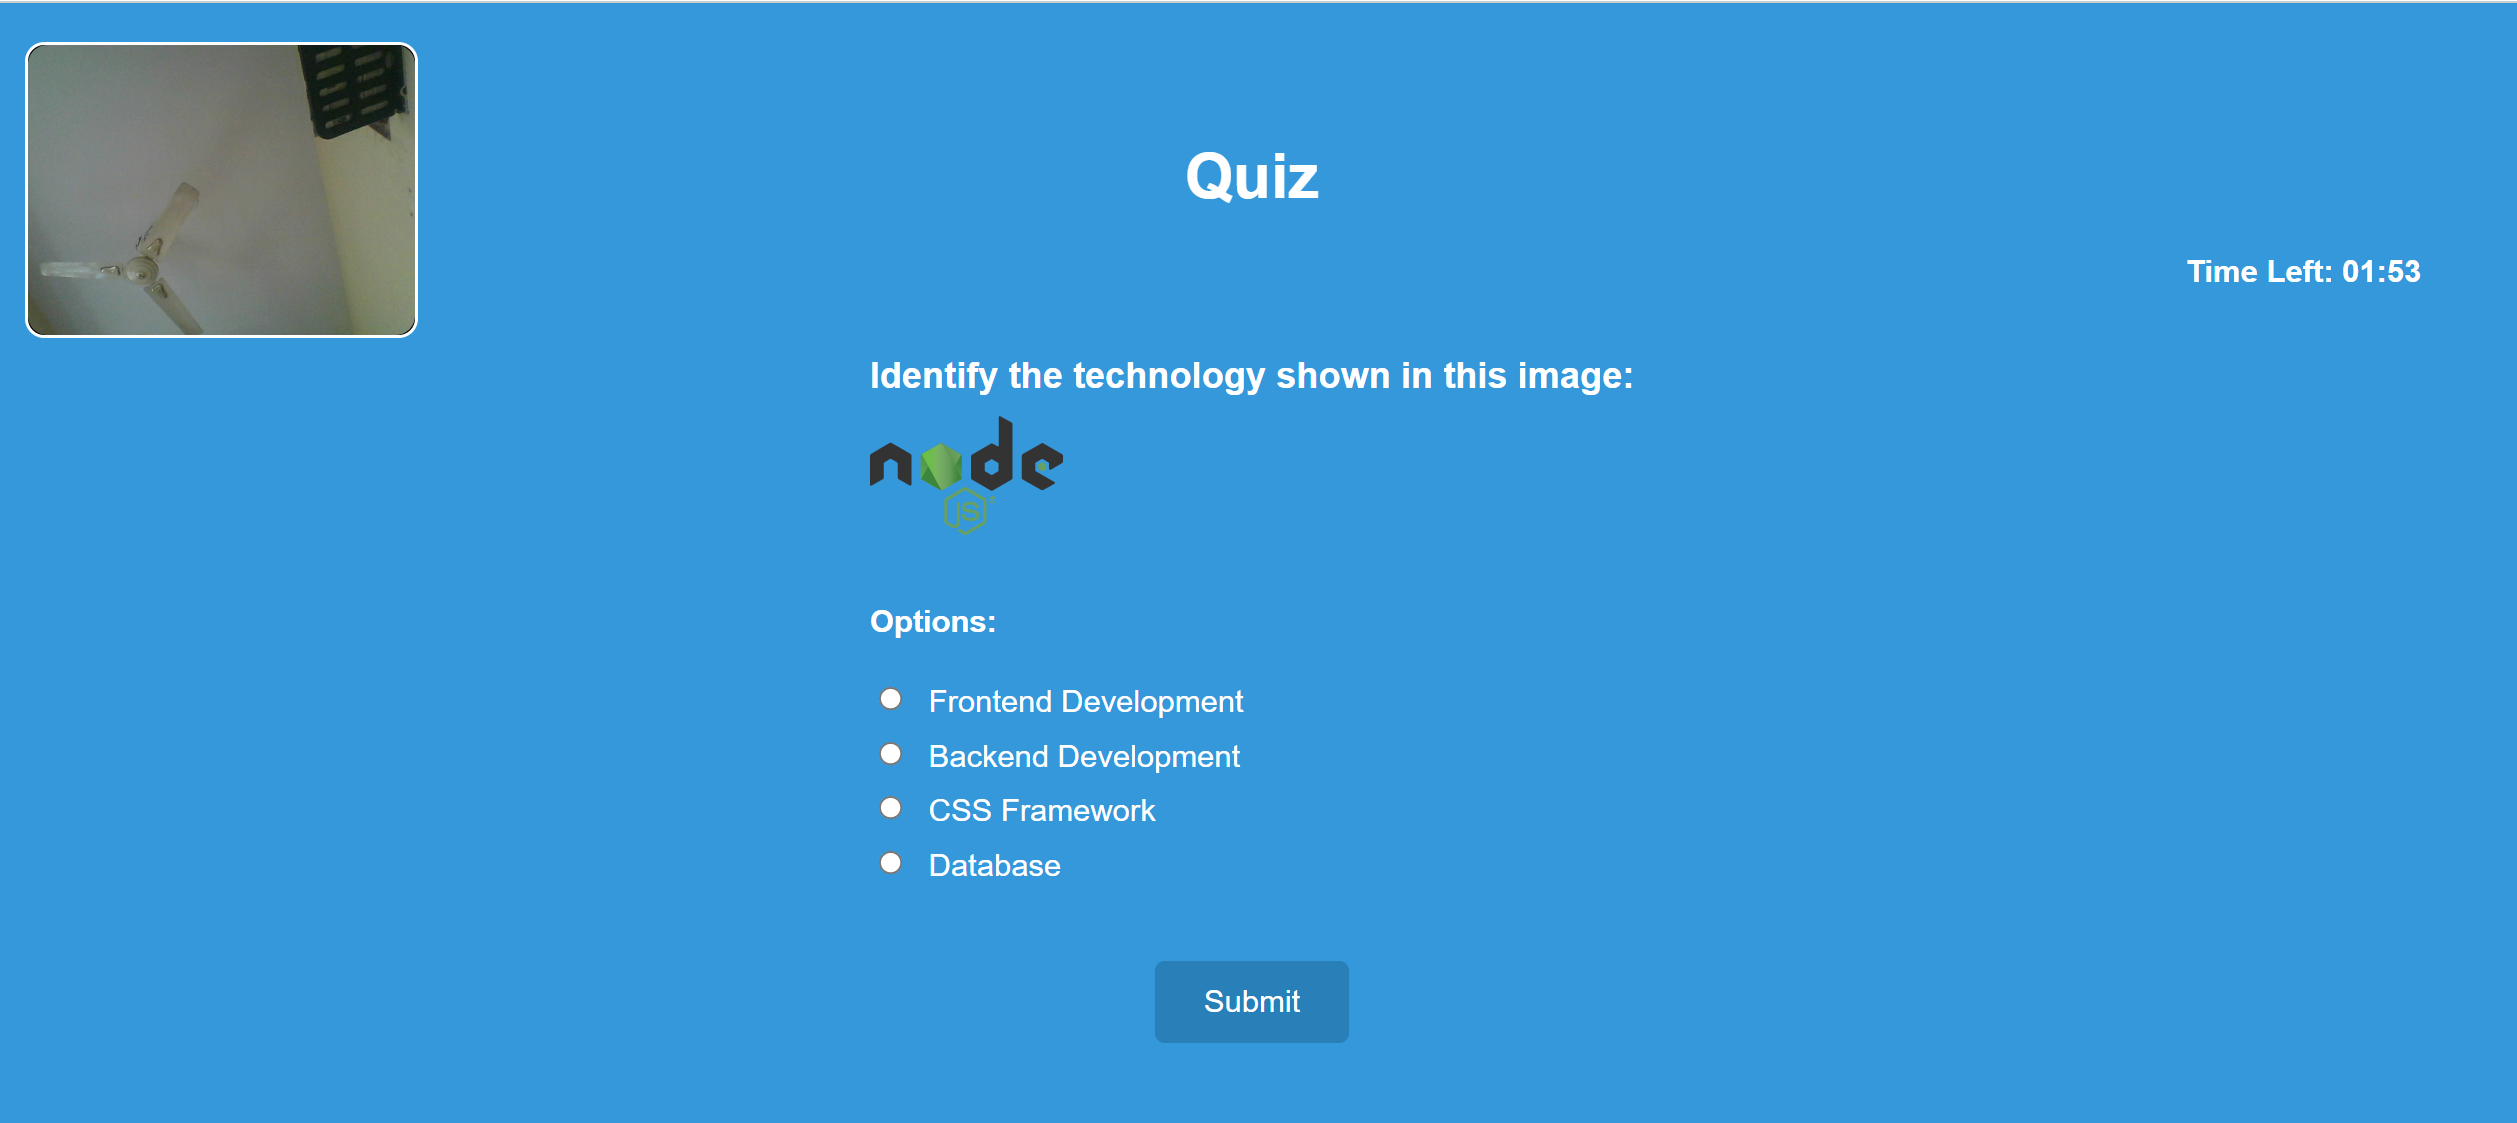 Quiz
Time Left: 01:53
Identify the technology shown in this image:
node
JS
Options:
Frontend Development
Backend Development
CSS Framework
Database
Submit